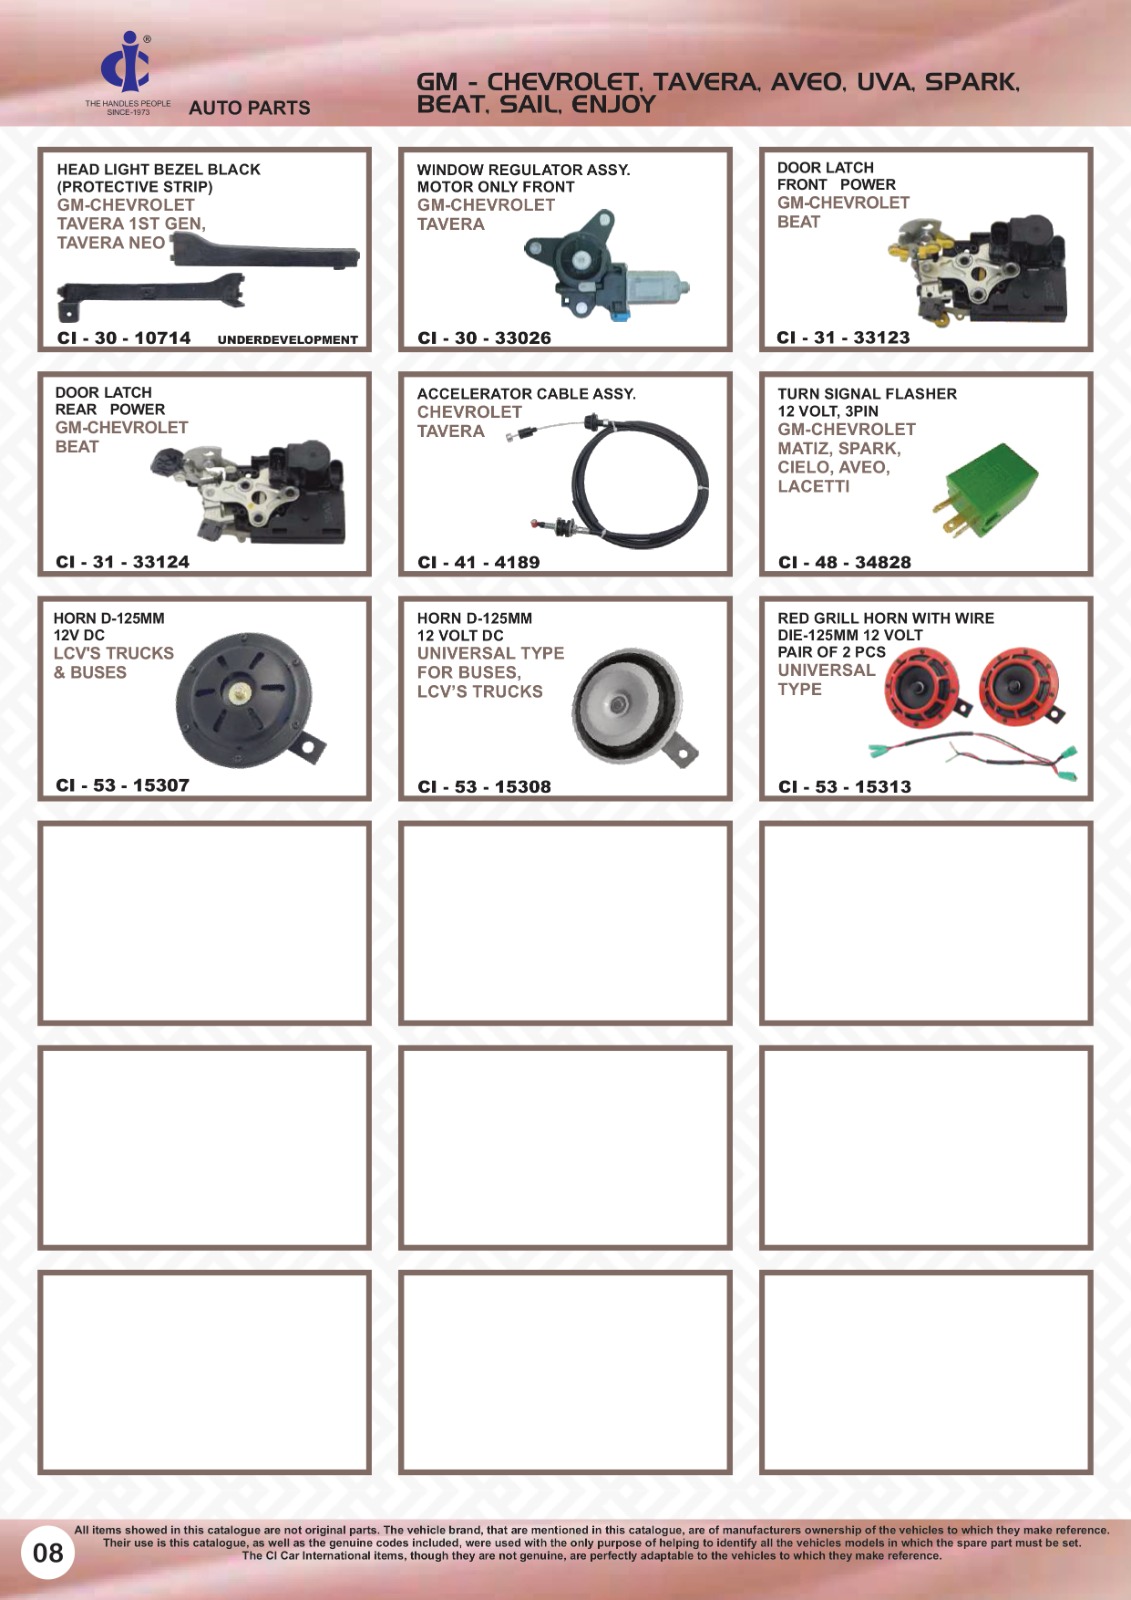 ®
THE HANDLES PEOPLE
SINCE-1973
AUTO PARTS
GM - CHEVROLET, TAVERA, AVEO, UVA, SPARK,
BEAT, SAIL, ENJOY
HEAD LIGHT BEZEL BLACK
(PROTECTIVE STRIP)
GM-CHEVROLET
TAVERA 1ST GEN,
TAVERA NEO
CI - 30 - 10714 UNDERDEVELOPMENT
WINDOW REGULATOR ASSY.
MOTOR ONLY FRONT
GM-CHEVROLET
TAVERA
CI - 30 - 33026
DOOR LATCH
FRONT POWER
GM-CHEVROLET
BEAT
CI - 31 - 33123
DOOR LATCH
REAR POWER
GM-CHEVROLET
BEAT
CI - 31 - 33124
ACCELERATOR CABLE ASSY.
CHEVROLET
TAVERA
CI - 41 - 4189
TURN SIGNAL FLASHER
12 VOLT, 3PIN
GM-CHEVROLET
MATIZ, SPARK,
CIELO, AVEO,
LACETTI
CI - 48 - 34828
HORN D-125MM
12V DC
LCV'S TRUCKS
& BUSES
CI - 53 - 15307
HORN D-125MM
12 VOLT DC
UNIVERSAL TYPE
FOR BUSES,
LCV'S TRUCKS
CI - 53 - 15308
RED GRILL HORN WITH WIRE
DIE-125MM 12 VOLT
PAIR OF 2 PCS
UNIVERSAL
TYPE
CI - 53 - 15313
08
All items showed in this catalogue are not original parts. The vehicle brand, that are mentioned in this catalogue, are of manufacturers ownership of the vehicles to which they make reference.
Their use is this catalogue, as well as the genuine codes included, were used with the only purpose of helping to identify all the vehicles models in which the spare part must be set.
The CI Car International items, though they are not genuine, are perfectly adaptable to the vehicles to which they make reference.